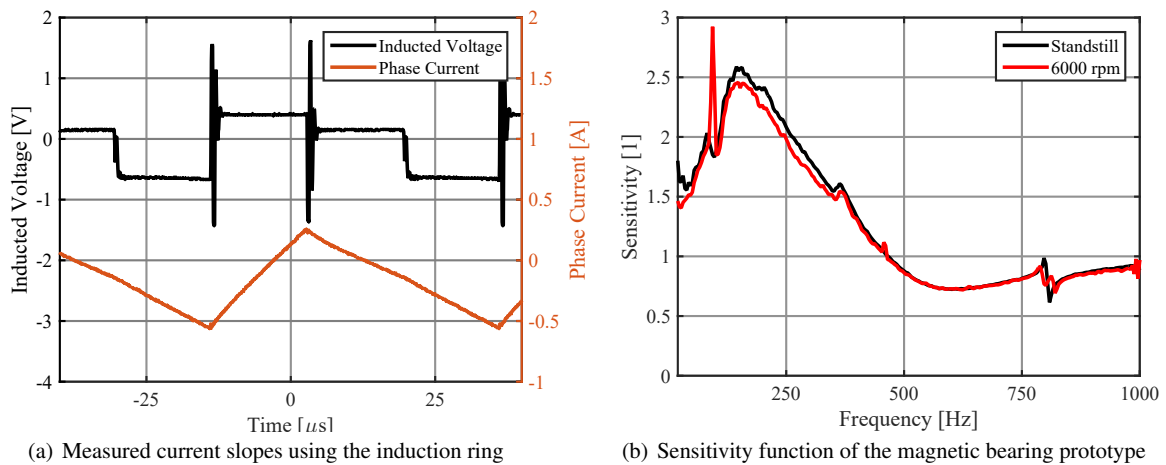 2
1
0
-1
-2
-3
-4
Inducted Voltage [V]
Inducted Voltage
Phase Current
2
1.5
1
0.5
0
-0.5
-1
Phase Current [A]
-25
0
25
Time [μs]
(a) Measured current slopes using the induction ring
3
2.5
2
1.5
1
0.5
0
Sensitivity [1]
Standstill
6000 rpm
250
500
750
1000
Frequency [Hz]
(b) Sensitivity function of the magnetic bearing prototype